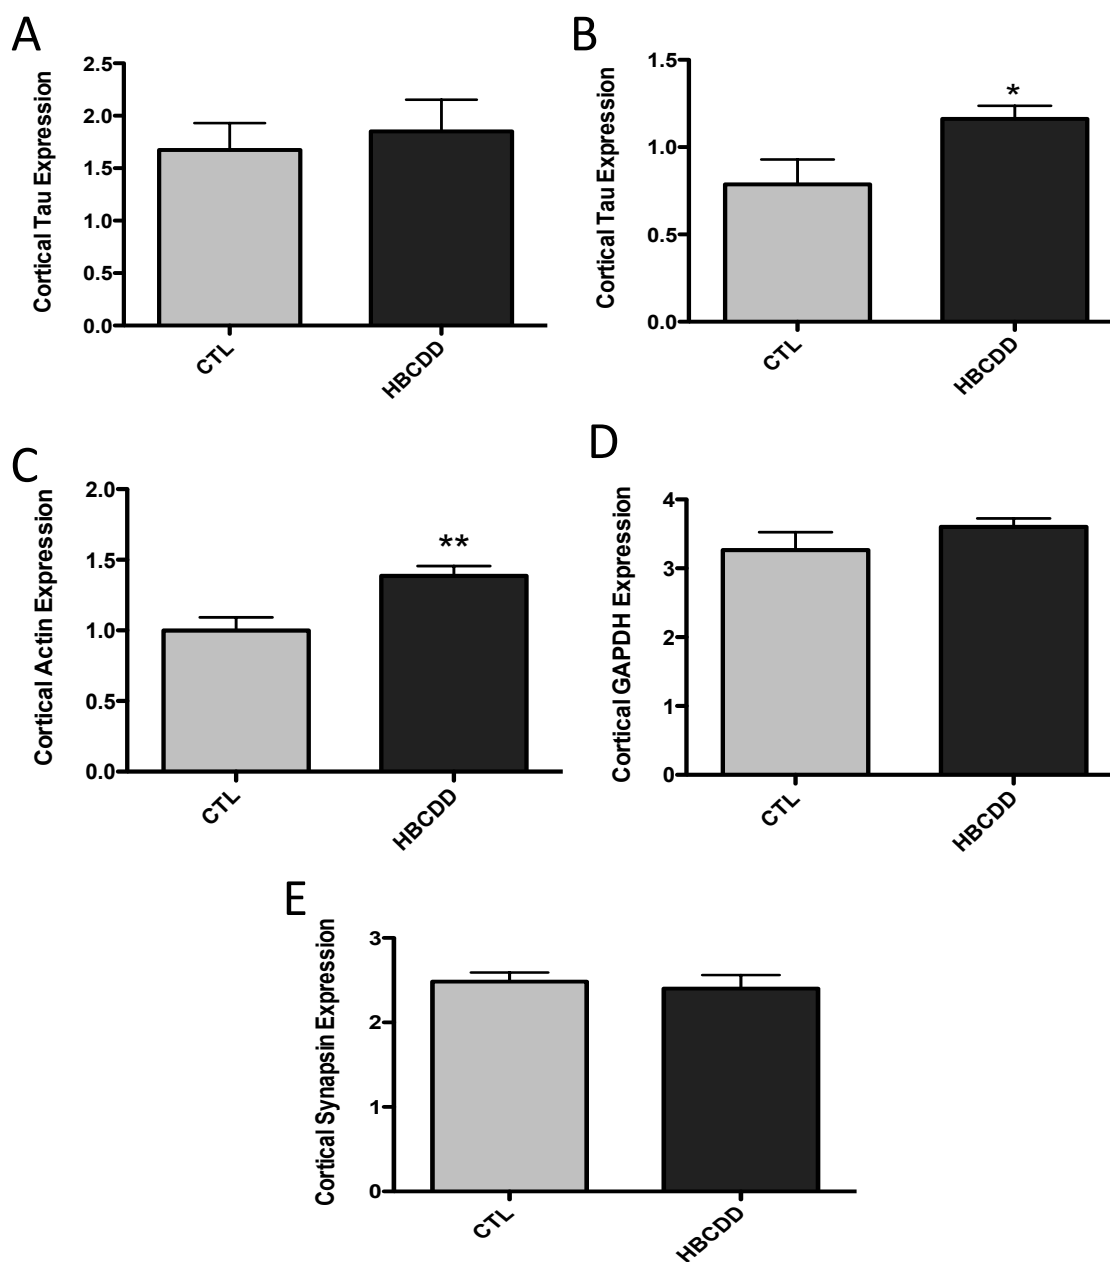 A
Cortical Tau Expression
2.5
2.0
1.5
1.0
0.5
0.0
CTL
HBCDD
B
Cortical Tau Expression
1.5
1.0
0.5
0.0
*
CTL
HBCDD
C
Cortical Actin Expression
2.0
1.5
1.0
0.5
0.0
**
CTL
HBCDD
D
Cortical GAPDH Expression
4
3
2
1
0
CTL
HBCDD
E
Cortical Synapsin Expression
3
2
1
0
CTL
HBCDD